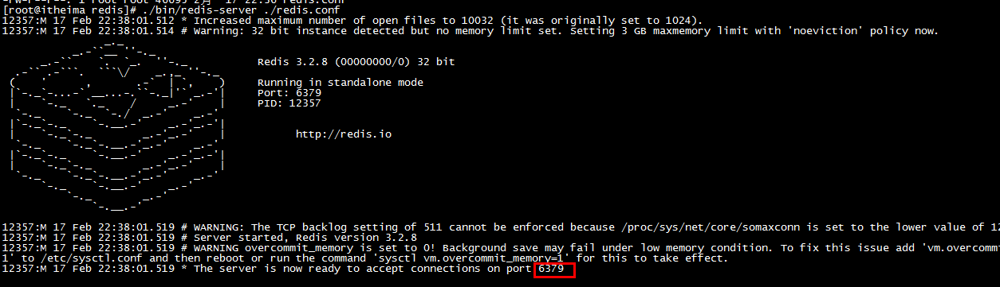 [root@itheima redis]# ./bin/redis-server ./redis.conf
12357:M 17 Feb 22:38:01.512 * Increased maximum number of open files to 10032 (it was originally set to 1024).
12357:M 17 Feb 22:38:01.514 # Warning: 32 bit instance detected but no memory limit set. Setting 3 GB maxmemory limit with 'noeviction' policy now.
Redis 3.2.8 (00000000/0) 32 bit
Running in standalone mode
Port: 6379
PID: 12357
http://redis.io
12357:M 17 Feb 22:38:01.519 # WARNING: The TCP backlog setting of 511 cannot be enforced because /proc/sys/net/core/somaxconn is set to the lower value of 12
12357:M 17 Feb 22:38:01.519 # Server started, Redis version 3.2.8
12357:M 17 Feb 22:38:01.519 # WARNING overcommit_memory is set to 0! Background save may fail under low memory condition. To fix this issue add 'vm.overcomm
1' to /etc/sysctl.conf and then reboot or run the command 'sysctl vm.overcommit_memory=1' for this to take effect.
12357:M 17 Feb 22:38:01.519 * The server is now ready to accept connections on port 6379